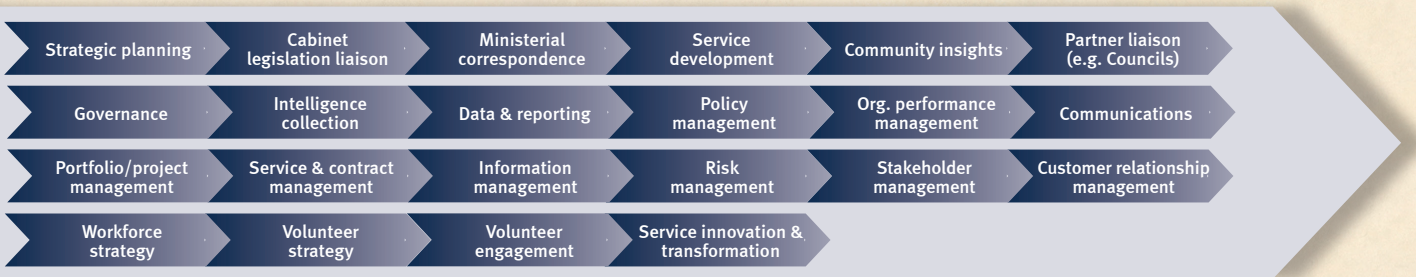 Strategic planning
Cabinet
legislation liaison
Ministerial
correspondence
Service
development
Community insights
Partner liaison
(e.g. Councils)
Governance
Intelligence
collection
Data & reporting
Policy
management
Org. performance
management
Communications
Portfolio/project
management
Service & contract
management
Information
management
Risk
management
Stakeholder
management
Customer relationship
management
Workforce
strategy
Volunteer
strategy
Volunteer
engagement
Service innovation &
transformation